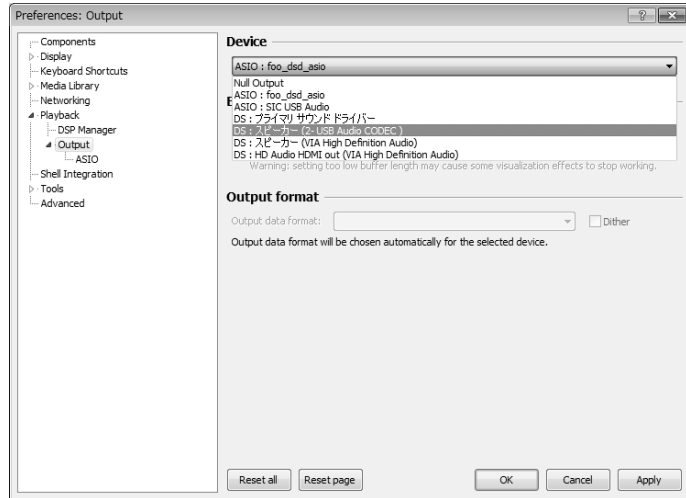 Preferences: Output
Components
Display
Keyboard Shortcuts
Media Library
Networking
Playback
DSP Manager
Output
ASIO
Shell Integration
Tools
Advanced
Device
ASIO : foo_dsd_asio
Null Output
ASIO : foo_dsd_asio
ASIO : SIC USB Audio
DS : プライマリ サウンド ドライバー
DS : スピーカー (2- USB Audio CODEC )
DS : スピーカー (VIA High Definition Audio)
DS : HD Audio HDMI out (VIA High Definition Audio)
Warning: setting too low buffer length may cause some visualization effects to stop working.
Output format
Output data format:
Dither
Output data format will be chosen automatically for the selected device.
Reset all
Reset page
OK
Cancel
Apply